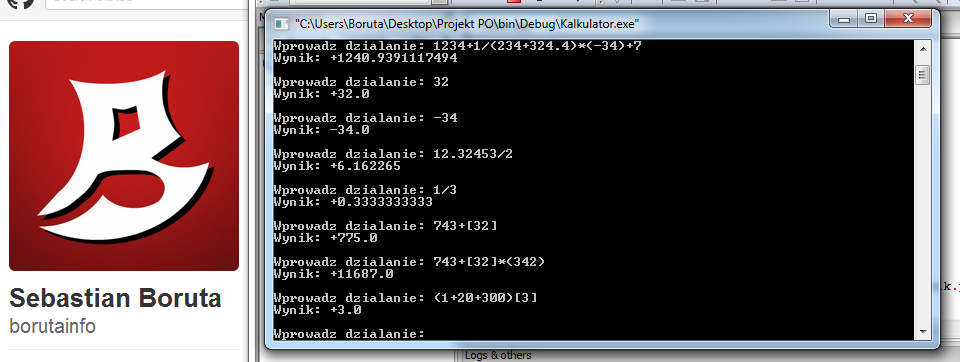 Search GitHub
Sebastian Boruta
borutainfo
"C:\Users\Boruta\Desktop\Projekt PO\bin\Debug\Kalkulator.exe"
Wprowadz dzialanie: 1234+1/(234+324.4)*(-34)+7
Wynik: +1240.9391117494
Wprowadz dzialanie: 32
Wynik: +32.0
Wprowadz dzialanie: -34
Wynik: -34.0
Wprowadz dzialanie: 12.32453/2
Wynik: +6.162265
Wprowadz dzialanie: 1/3
Wynik: +0.3333333333
Wprowadz dzialanie: 743+[32]
Wynik: +775.0
Wprowadz dzialanie: 743+[32]*(342)
Wynik: +11687.0
Wprowadz dzialanie: (1+20+300)[3]
Wynik: +3.0
Wprowadz dzialanie:
Logs & others